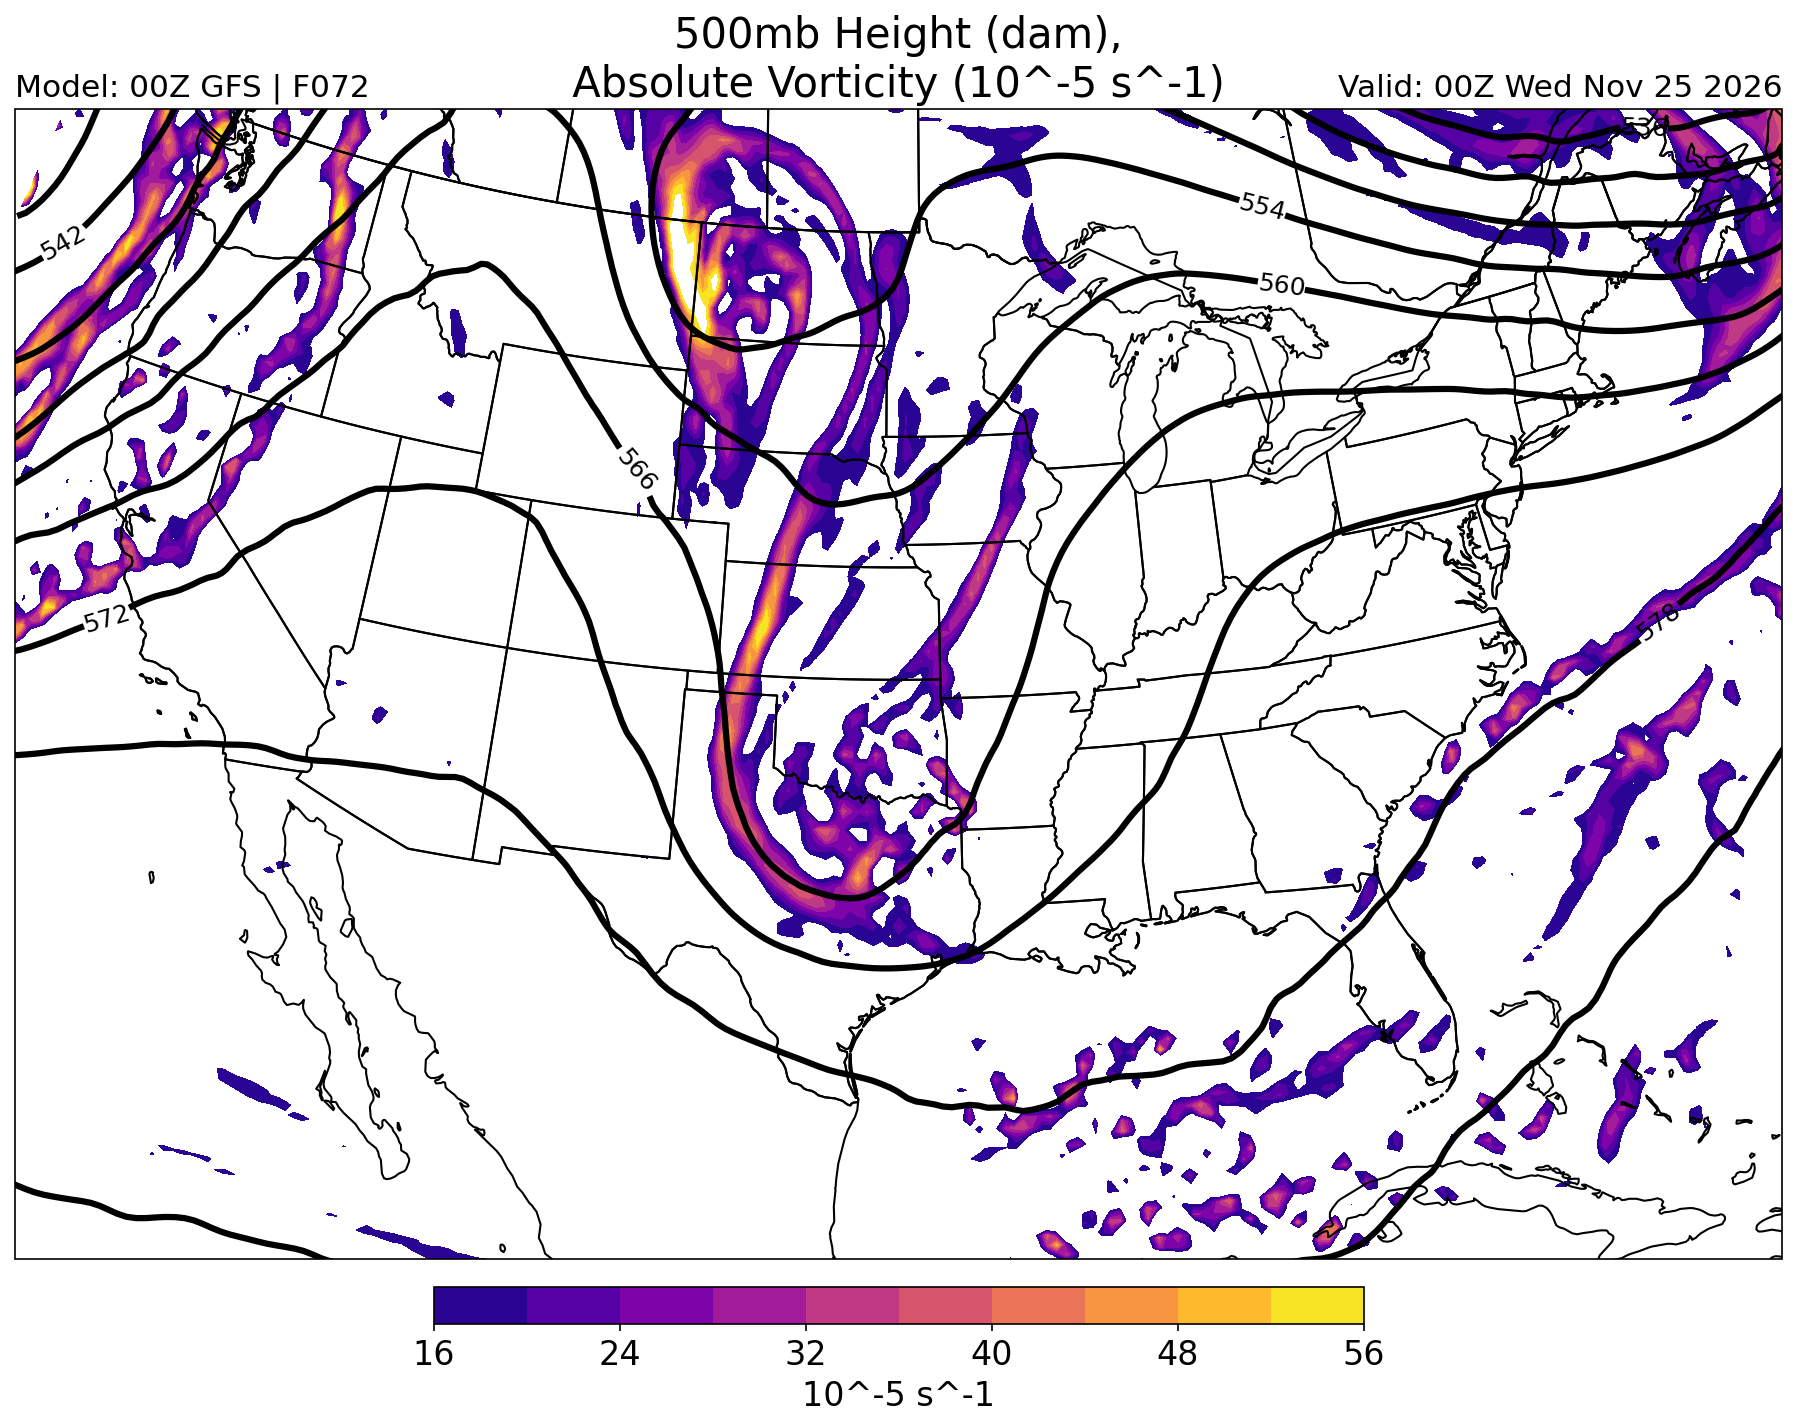 500mb Height (dam),
Absolute Vorticity (10^-5 s^-1)
Model: 00Z GFS | F072
Valid: 00Z Wed Nov 25 2026
536
542
554
560
566
572
578
16 24 32 40 48 56
10^-5 s^-1